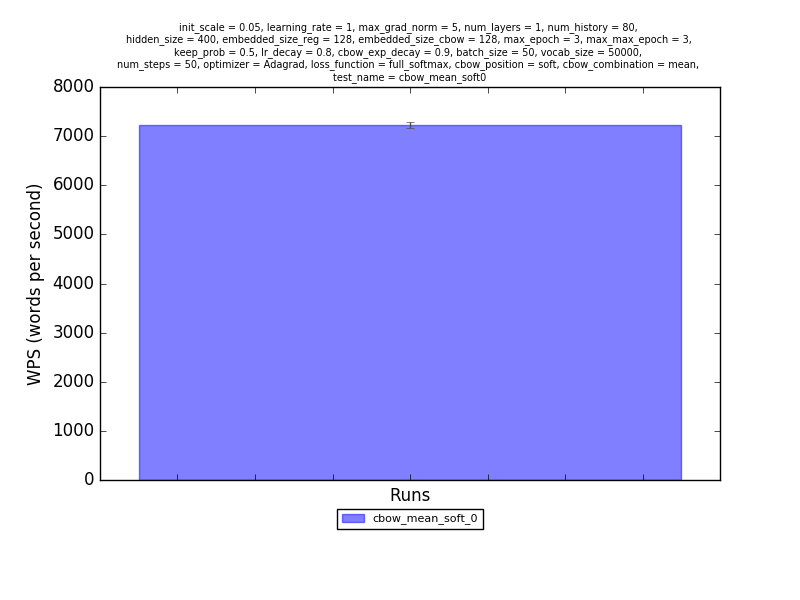 init_scale = 0.05, learning_rate = 1, max_grad_norm = 5, num_layers = 1, num_history = 80,
hidden_size = 400, embedded_size_reg = 128, embedded_size_cbow = 128, max_epoch = 3, max_max_epoch = 3,
keep_prob = 0.5, lr_decay = 0.8, cbow_exp_decay = 0.9, batch_size = 50, vocab_size = 50000,
num_steps = 50, optimizer = Adagrad, loss_function = full_softmax, cbow_position = soft, cbow_combination = mean,
test_name = cbow_mean_soft0
8000
7000
6000
5000
4000
3000
2000
1000
0
WPS (words per second)
Runs
cbow_mean_soft_0